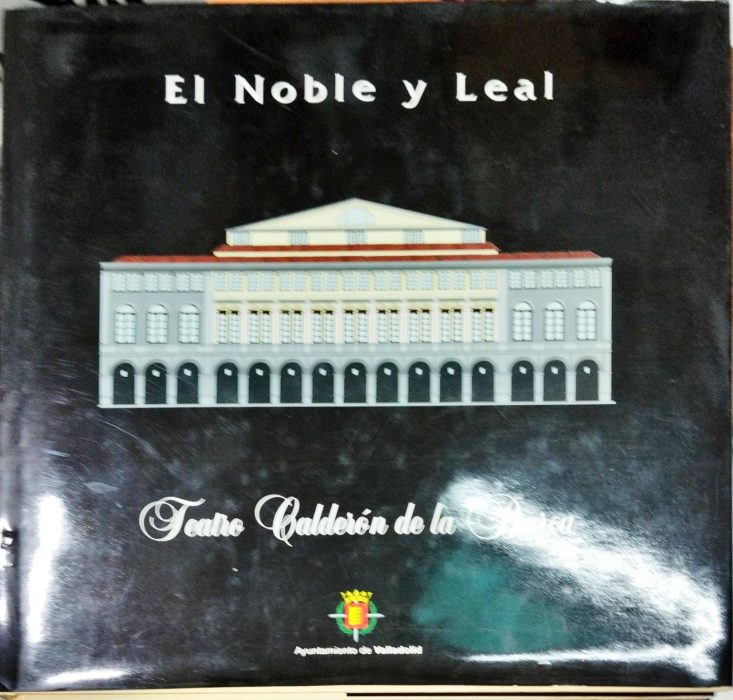 El Noble y Leal
Teatro Calderón de la Barca
Ayuntamiento de Valladolid